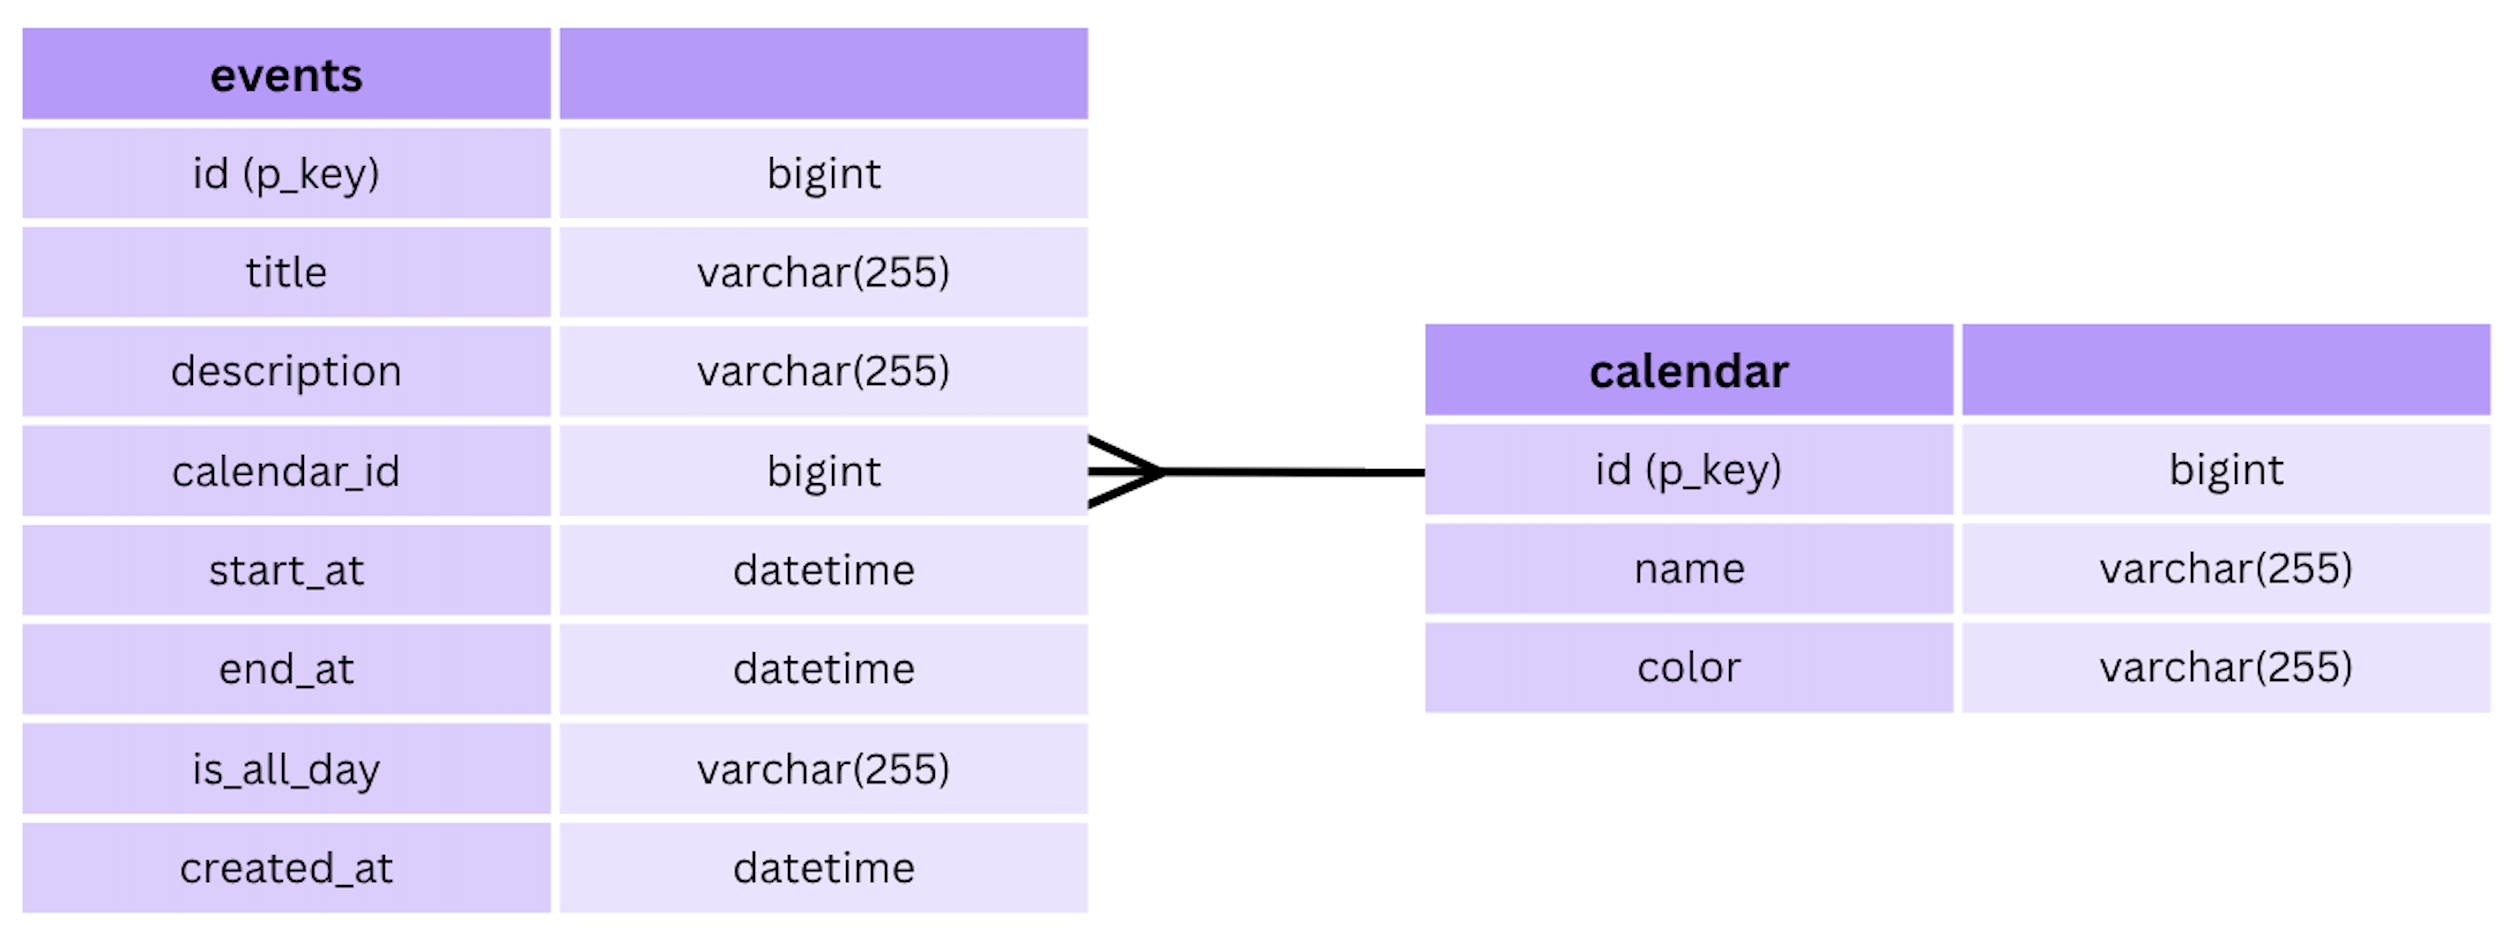 events
id (p_key) bigint
title varchar(255)
description varchar(255)
calendar_id bigint
start_at datetime
end_at datetime
is_all_day varchar(255)
created_at datetime
calendar
id (p_key) bigint
name varchar(255)
color varchar(255)